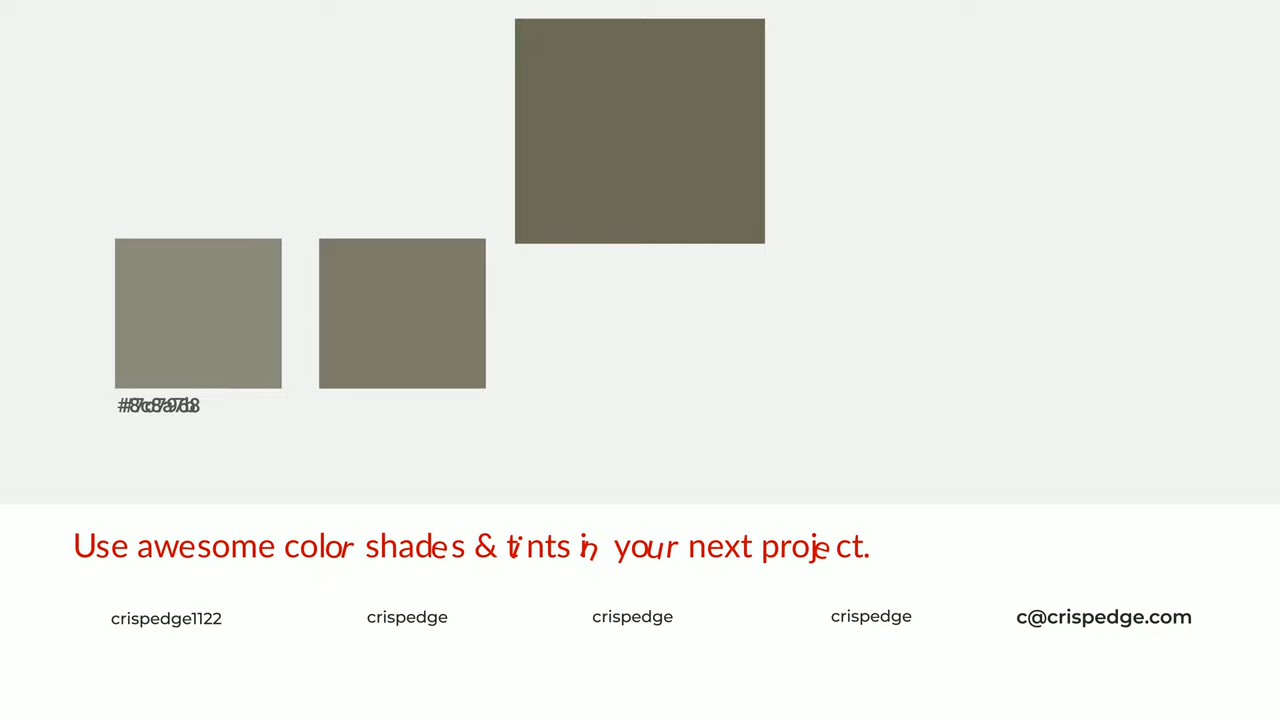 Use awesome color shades & tints in your next project.
crispedge1122 crispedge crispedge crispedge c@crispedge.com